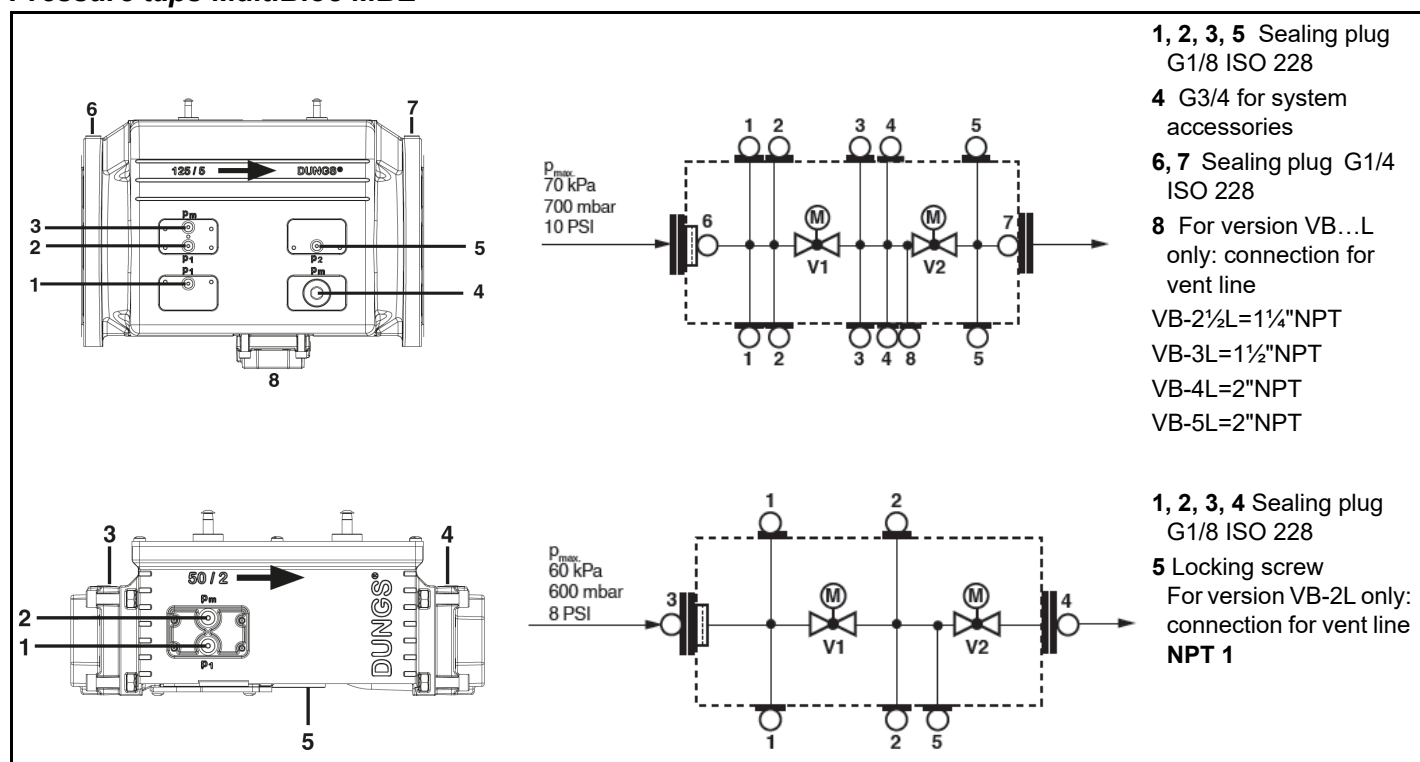 6
7
125 / 5
DUNGS®
Pm
3
2
P1
P1
1
P2
Pm
5
4
8
1 2 3 4 5
pmax.
70 kPa
700 mbar
10 PSI
6
M
V1
M
V2
7
1 2 3 4 8 5
1, 2, 3, 5 Sealing plug
G1/8 ISO 228
4 G3/4 for system
accessories
6, 7 Sealing plug G1/4
ISO 228
8 For version VB…L
only: connection for
vent line
VB-2½L=1¼"NPT
VB-3L=1½"NPT
VB-4L=2"NPT
VB-5L=2"NPT
3
4
50 / 2
DUNGS®
Pm
2
1
P1
5
1 2
pmax.
60 kPa
600 mbar
8 PSI
3
M
V1
M
V2
4
1 2 5
1, 2, 3, 4 Sealing plug
G1/8 ISO 228
5 Locking screw
For version VB-2L only:
connection for vent line
NPT 1